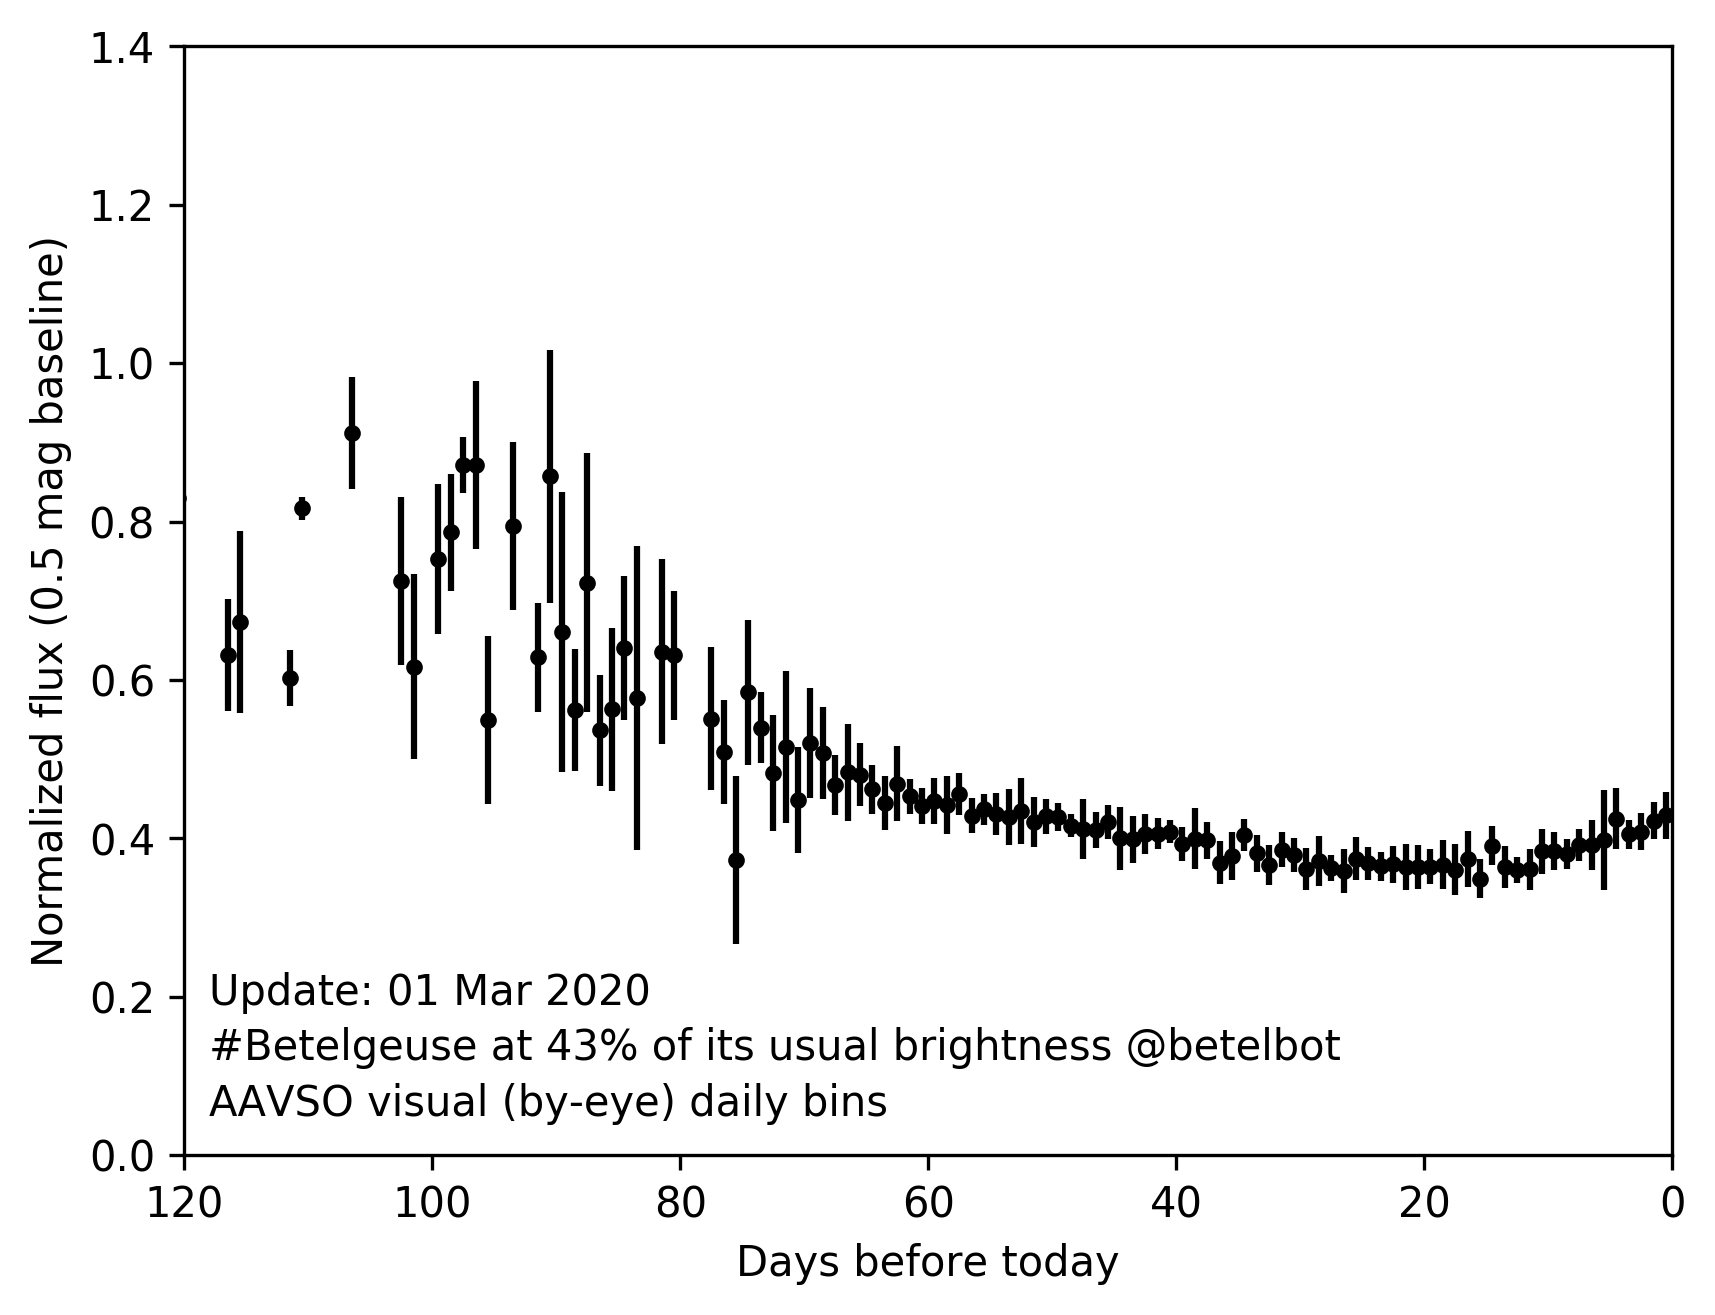 1.4
1.2
1.0
0.8
0.6
0.4
0.2
0.0
Normalized flux (0.5 mag baseline)
Update: 01 Mar 2020
#Betelgeuse at 43% of its usual brightness @betelbot
AAVSO visual (by-eye) daily bins
120 100 80 60 40 20 0
Days before today